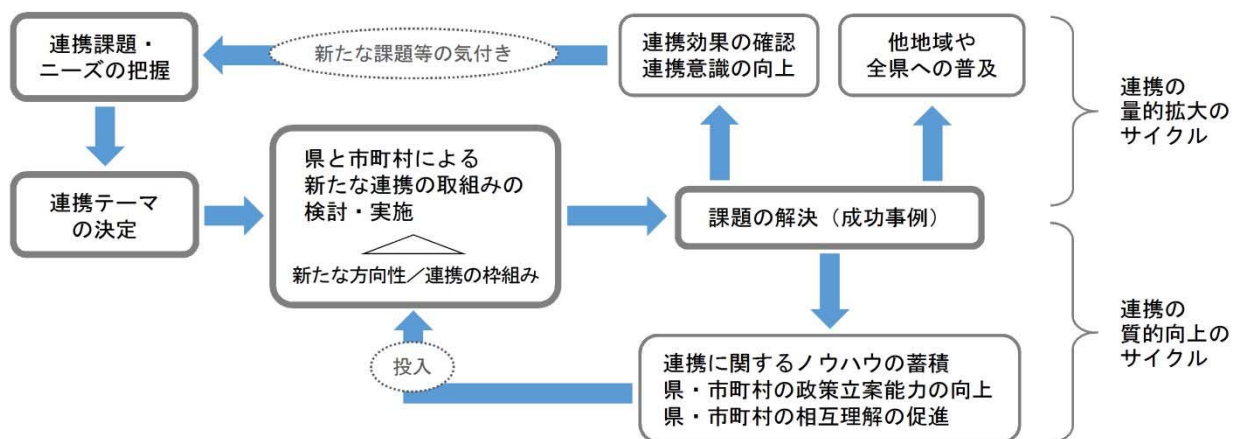 連携課題・
ニーズの把握
新たな課題等の気付き
連携効果の確認
連携意識の向上
他地域や
全県への普及
連携の
量的拡大の
サイクル
連携テーマ
の決定
県と市町村による
新たな連携の取組みの
検討・実施
新たな方向性／連携の枠組み
課題の解決（成功事例）
投入
連携に関するノウハウの蓄積
県・市町村の政策立案能力の向上
県・市町村の相互理解の促進
連携の
質的向上の
サイクル